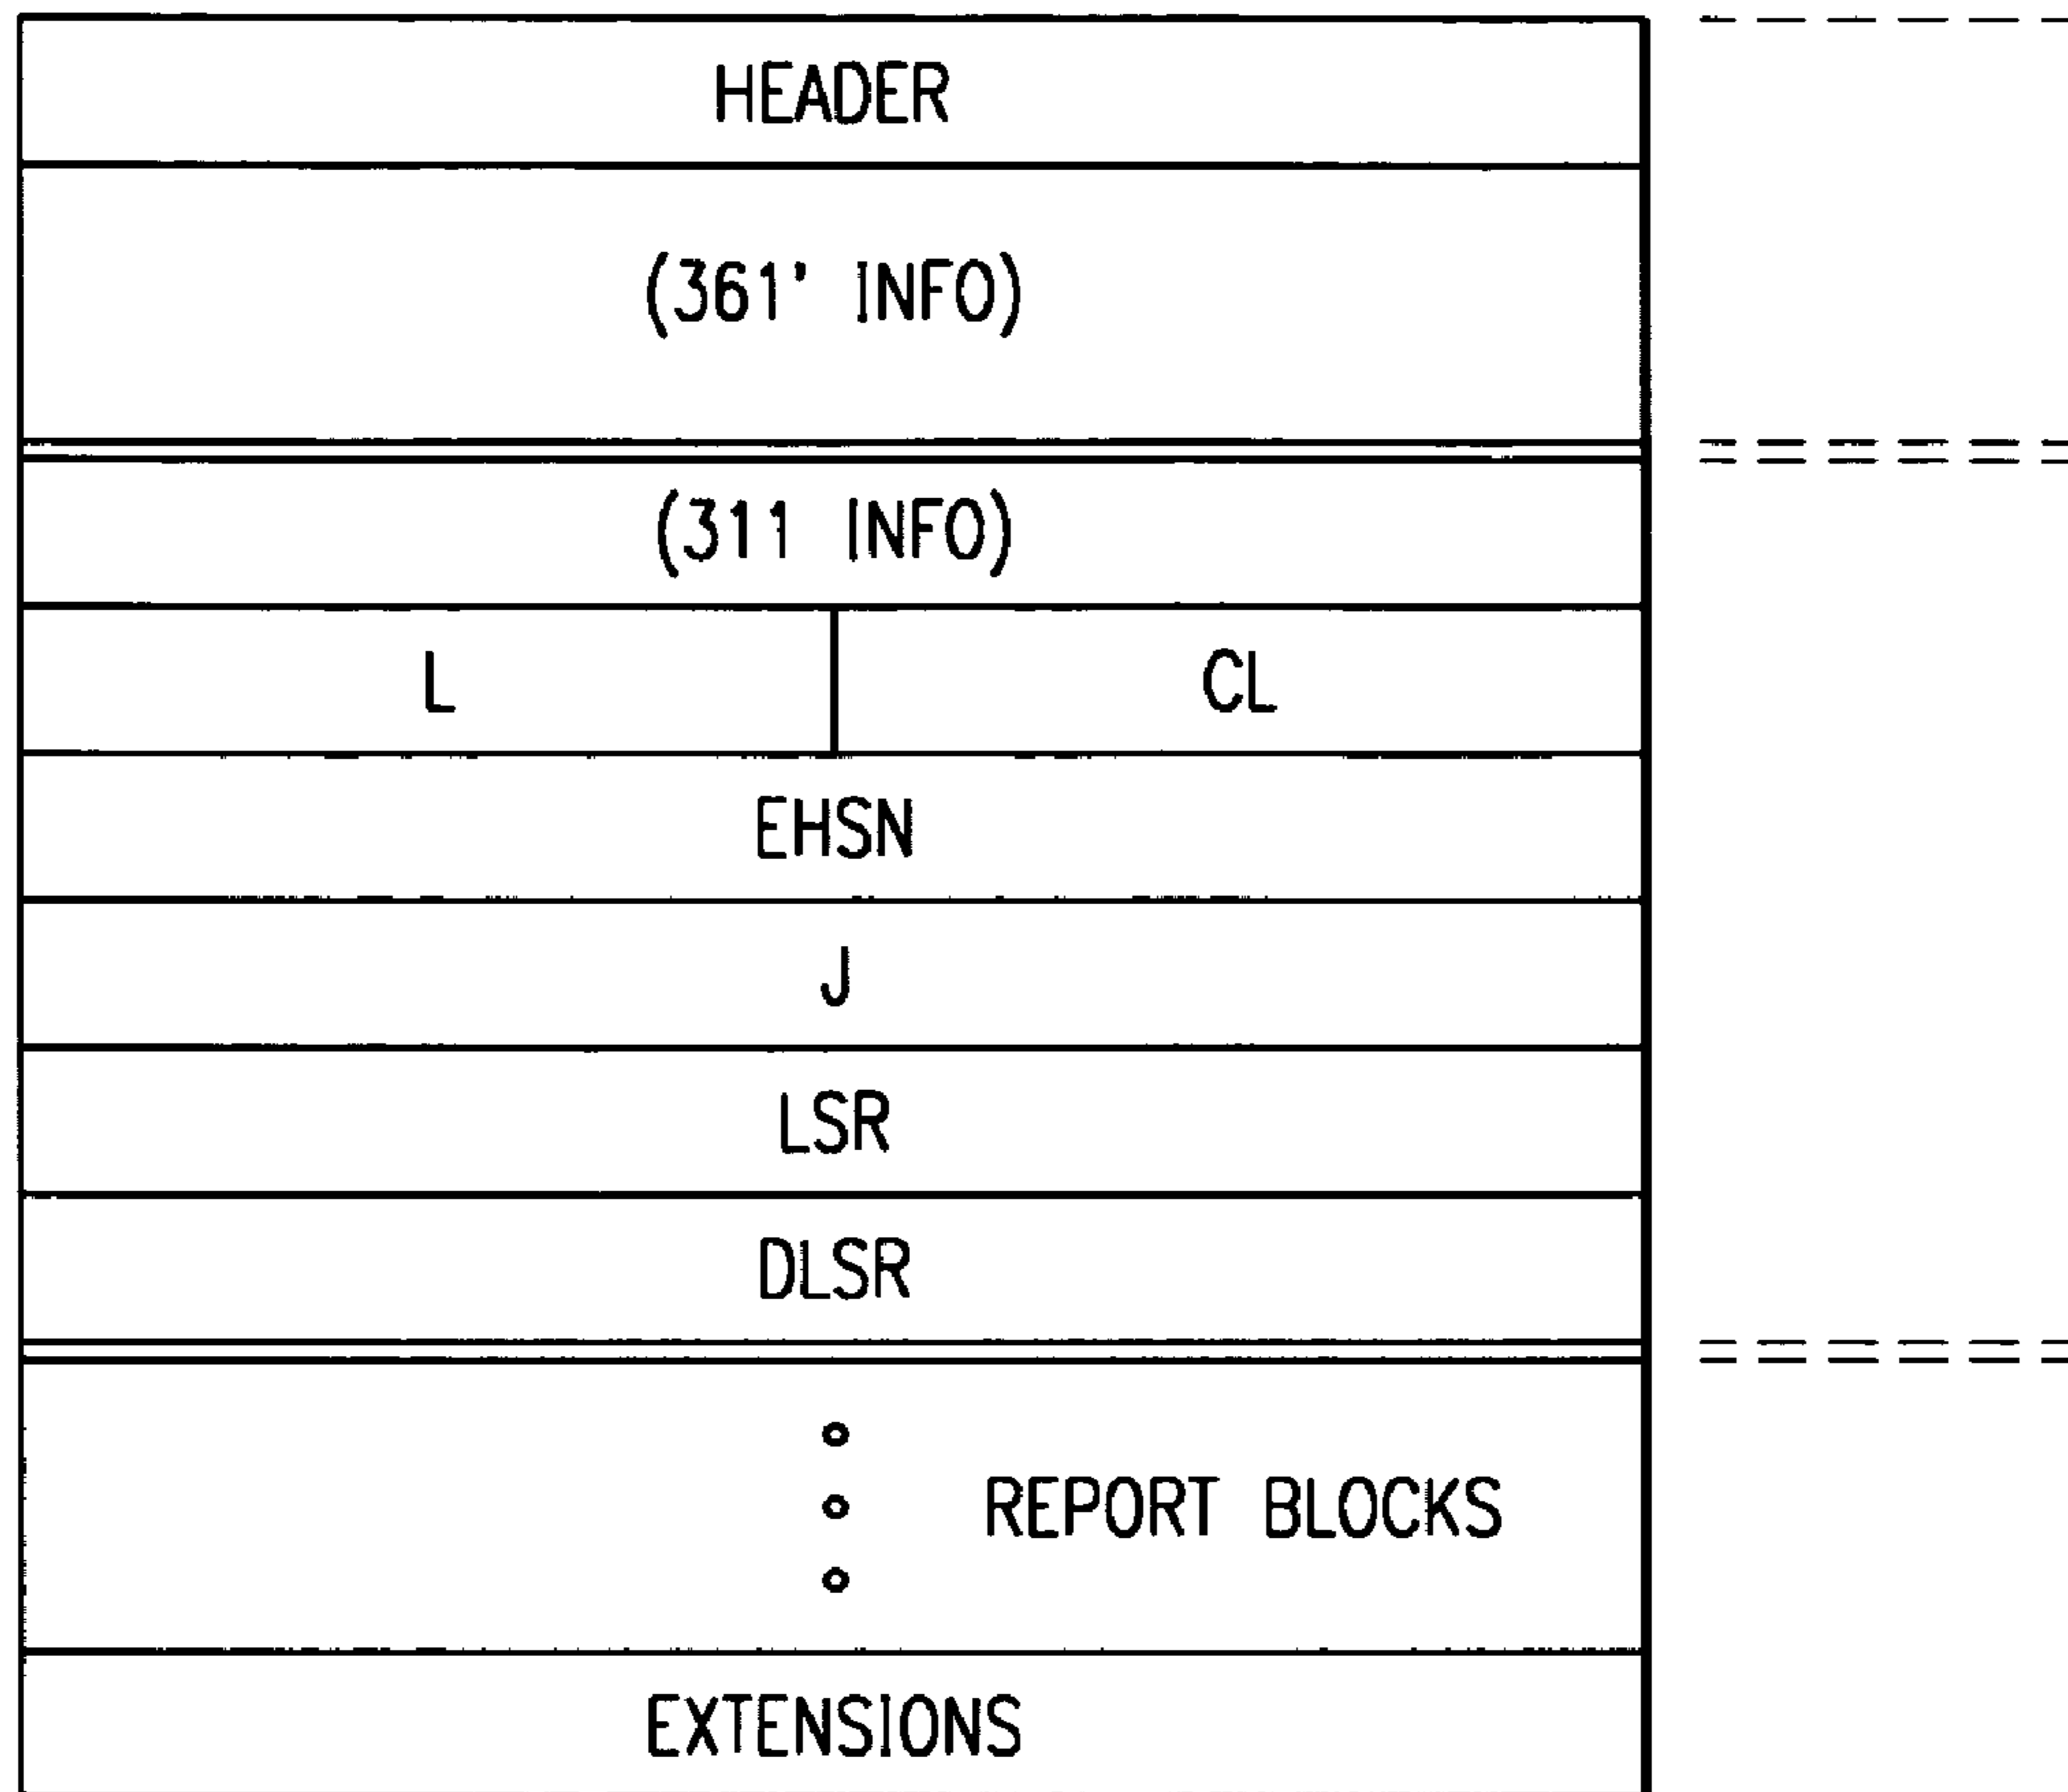 HEADER
(361' INFO)
(311 INFO)
L CL
EHSN
J
LSR
DLSR
REPORT BLOCKS
EXTENSIONS